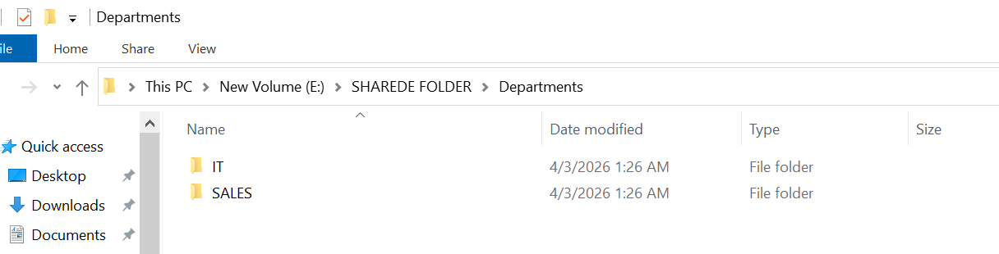 Departments
ile Home Share View
This PC > New Volume (E:) > SHAREDE FOLDER > Departments
Name Date modified Type Size
Quick access
Desktop
Downloads
Documents
IT 4/3/2026 1:26 AM File folder
SALES 4/3/2026 1:26 AM File folder